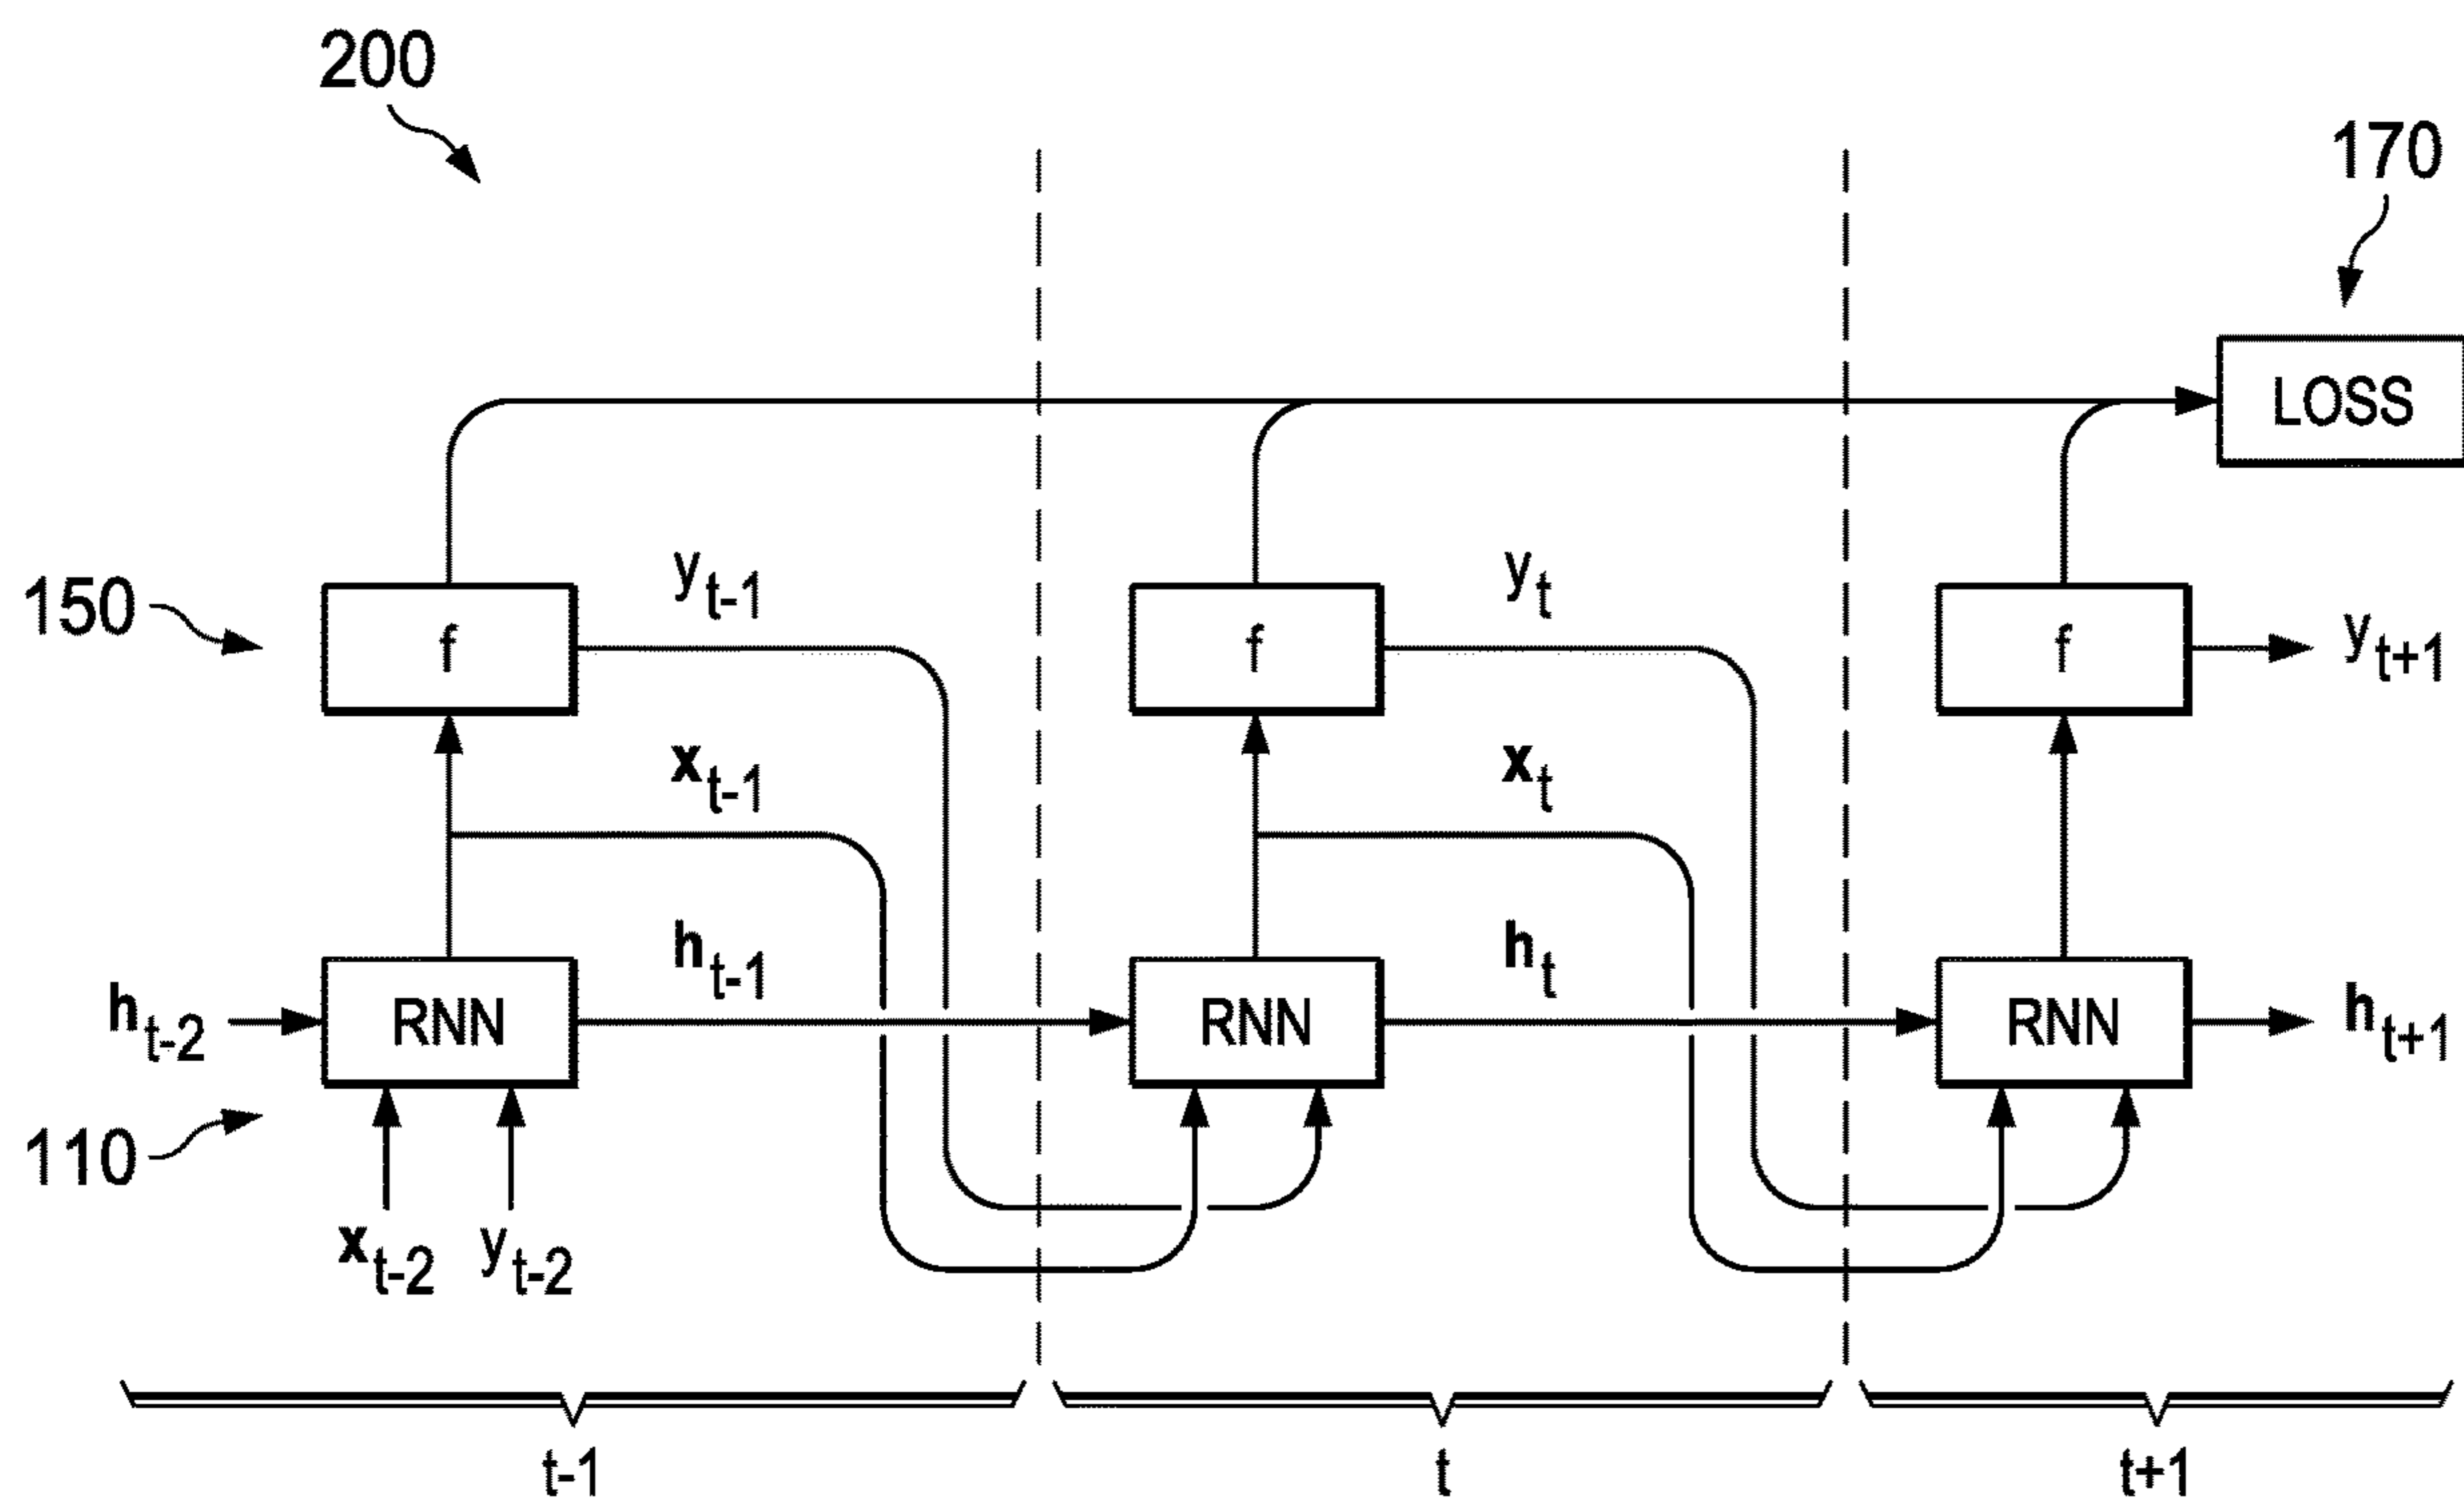 200
170
LOSS
y_{t-1}
y_t
150
f
f
f
y_{t+1}
x_{t-1}
x_t
h_{t-1}
h_t
h_{t-2}
RNN
RNN
RNN
h_{t+1}
110
x_{t-2}
y_{t-2}
t-1
t
t+1